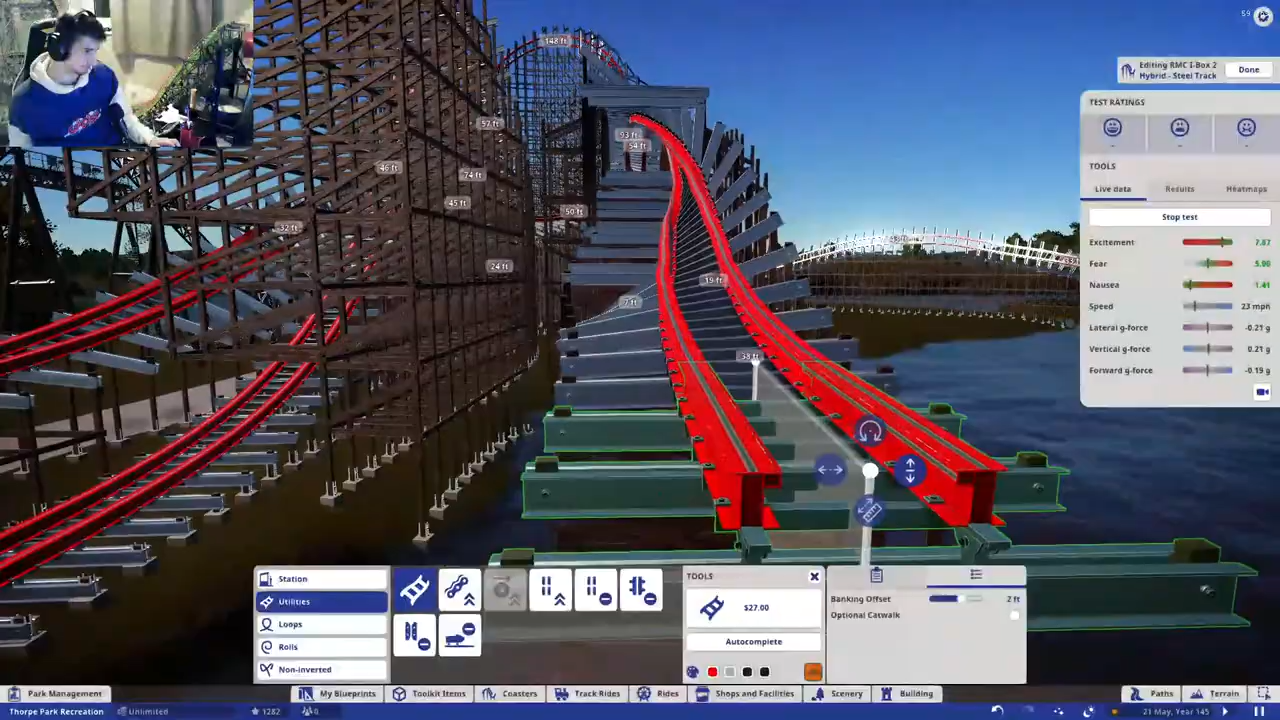 59
Editing RMC I-Box 2
Hybrid - Steel Track
Done
TEST RATINGS
TOOLS
Live data
Results
Heatmaps
Stop test
Excitement
7.87
Fear
5.90
Nausea
1.41
Speed
23 mph
Lateral g-force
-0.21 g
Vertical g-force
0.21 g
Forward g-force
-0.19 g
148 ft
57 ft
93 ft
54 ft
46 ft
74 ft
45 ft
50 ft
32 ft
24 ft
19 ft
7 ft
38 ft
Station
Utilities
Loops
Rolls
Non-inverted
TOOLS
$27.00
Autocomplete
Banking Offset
2 ft
Optional Catwalk
Park Management
My Blueprints
Toolkit Items
Coasters
Track Rides
Rides
Shops and Facilities
Scenery
Building
Paths
Terrain
Thorpe Park Recreation
Unlimited
1282
0
21 May, Year 145